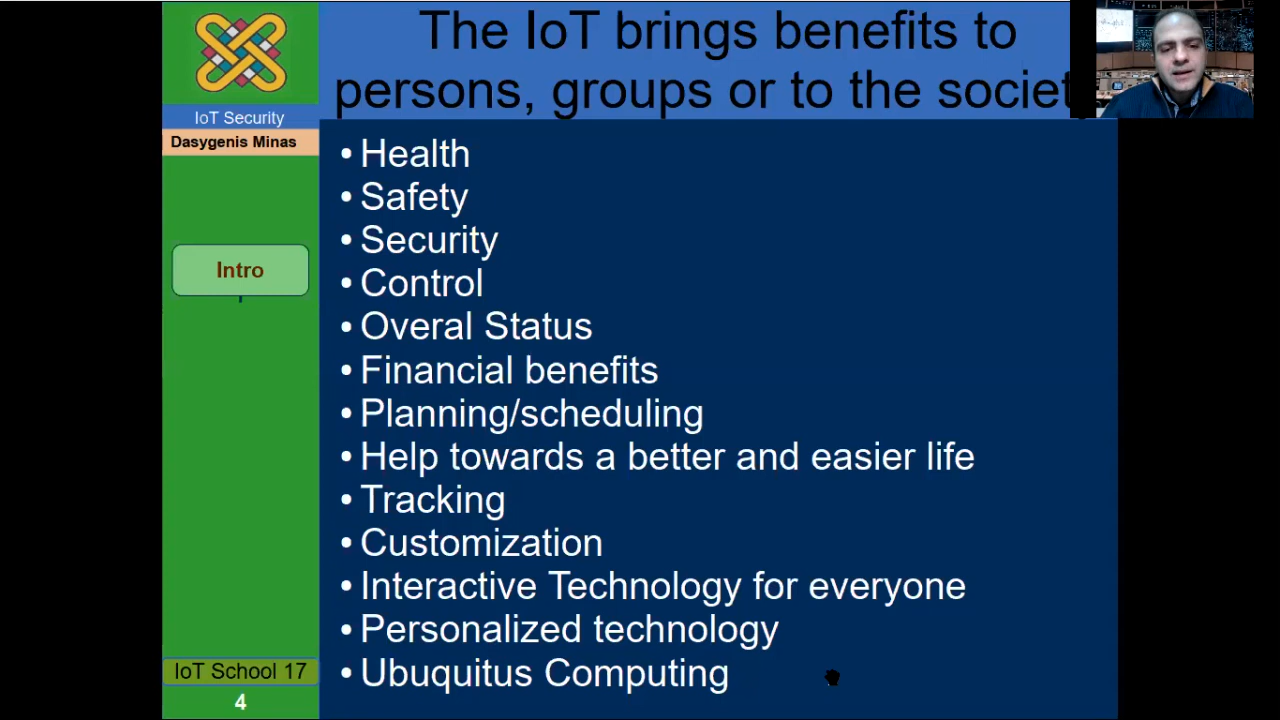 The IoT brings benefits to
persons, groups or to the societ
IoT Security
Dasygenis Minas
Intro
• Health
• Safety
• Security
• Control
• Overal Status
• Financial benefits
• Planning/scheduling
• Help towards a better and easier life
• Tracking
• Customization
• Interactive Technology for everyone
• Personalized technology
• Ubuquitus Computing
IoT School 17
4